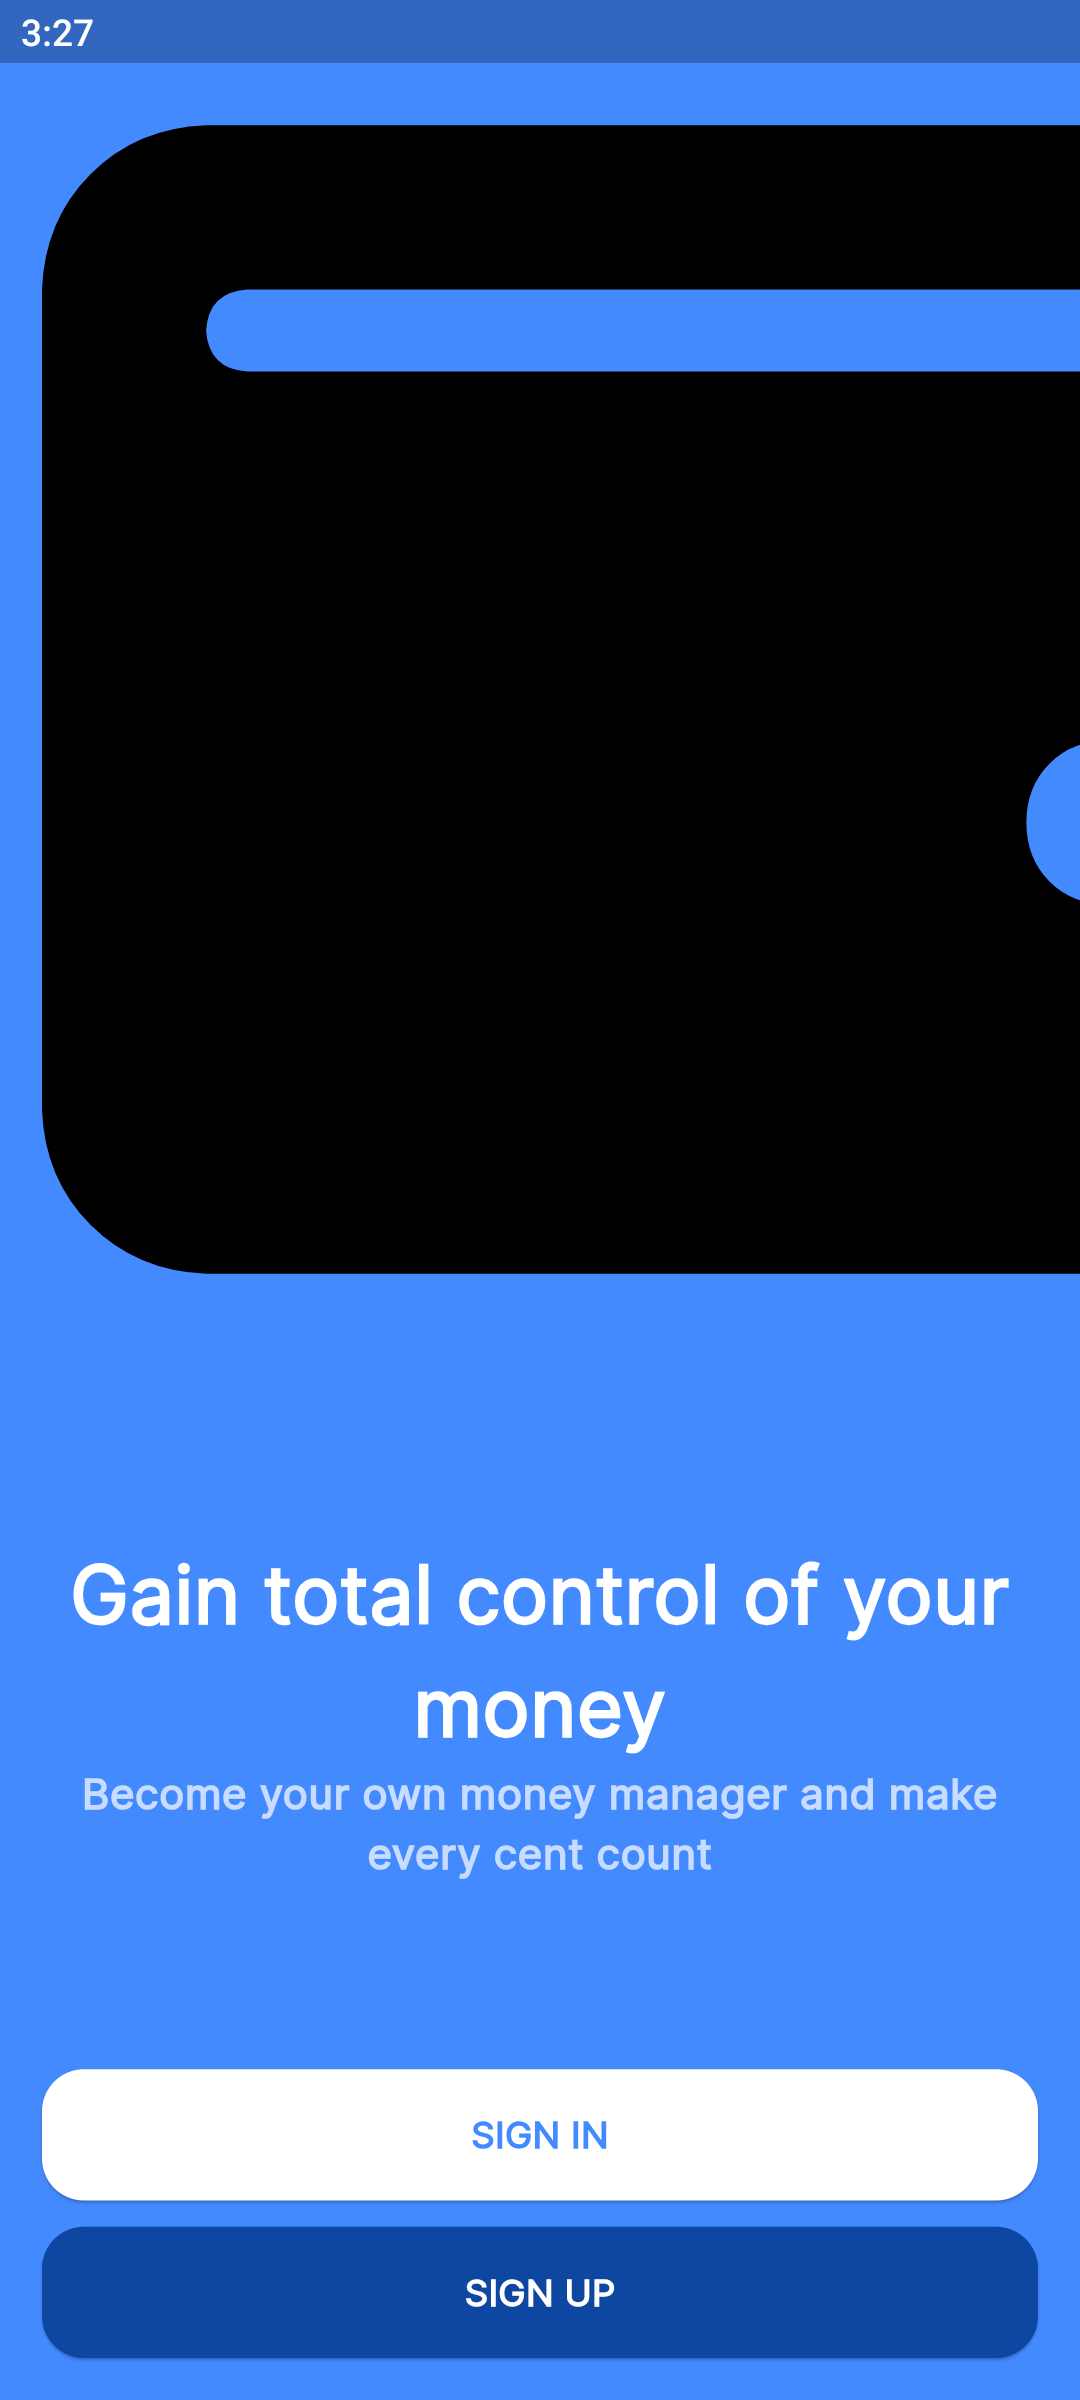 3:27
Gain total control of your
money
Become your own money manager and make
every cent count
SIGN IN
SIGN UP